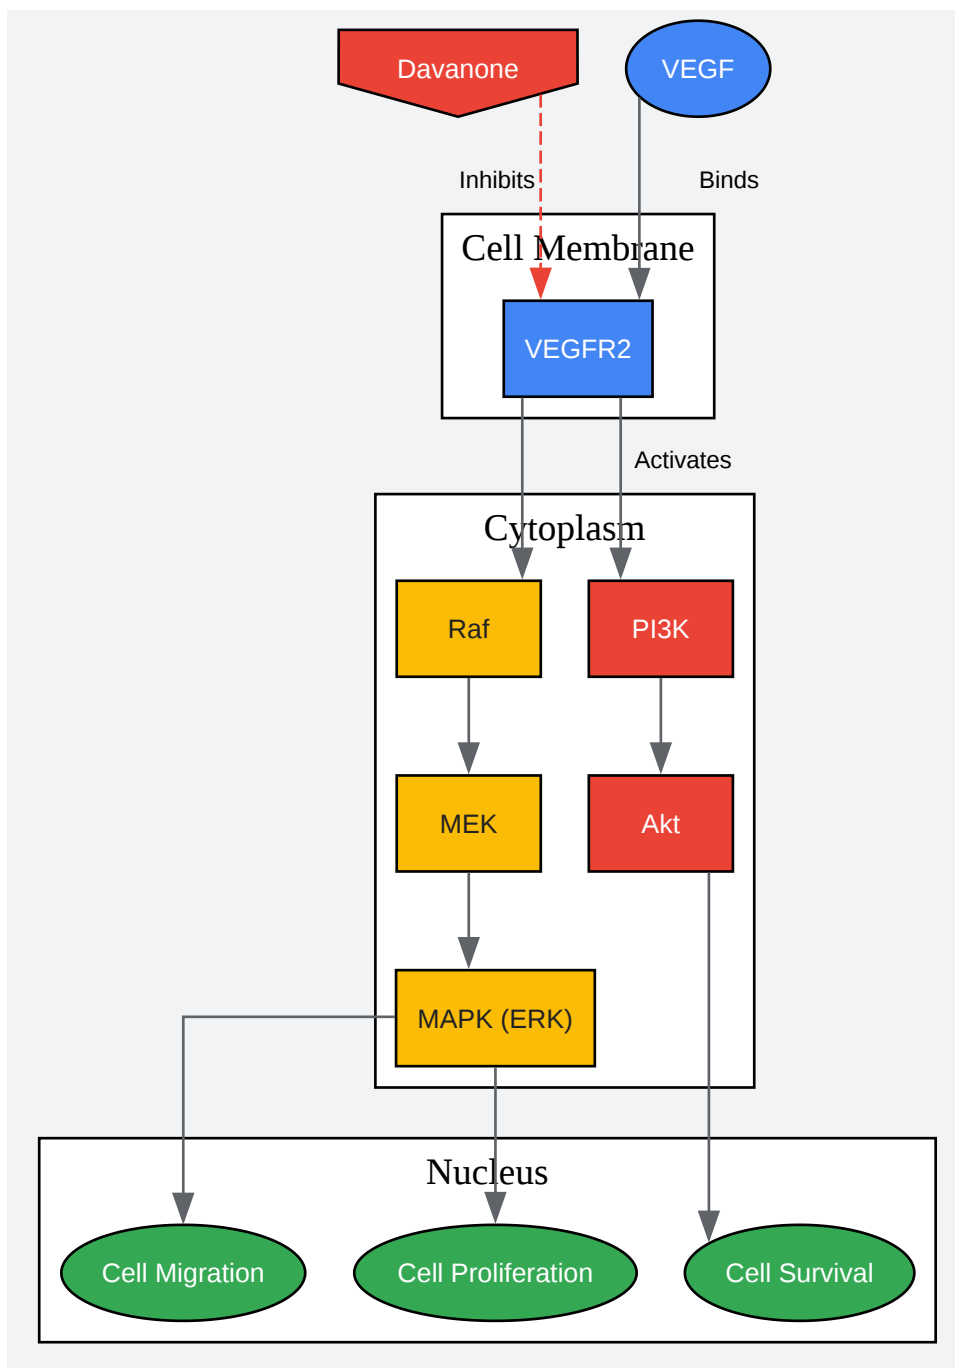 Davanone
VEGF
Inhibits
Binds
Cell Membrane
VEGFR2
Activates
Cytoplasm
Raf
PI3K
MEK
Akt
MAPK (ERK)
Nucleus
Cell Migration
Cell Proliferation
Cell Survival